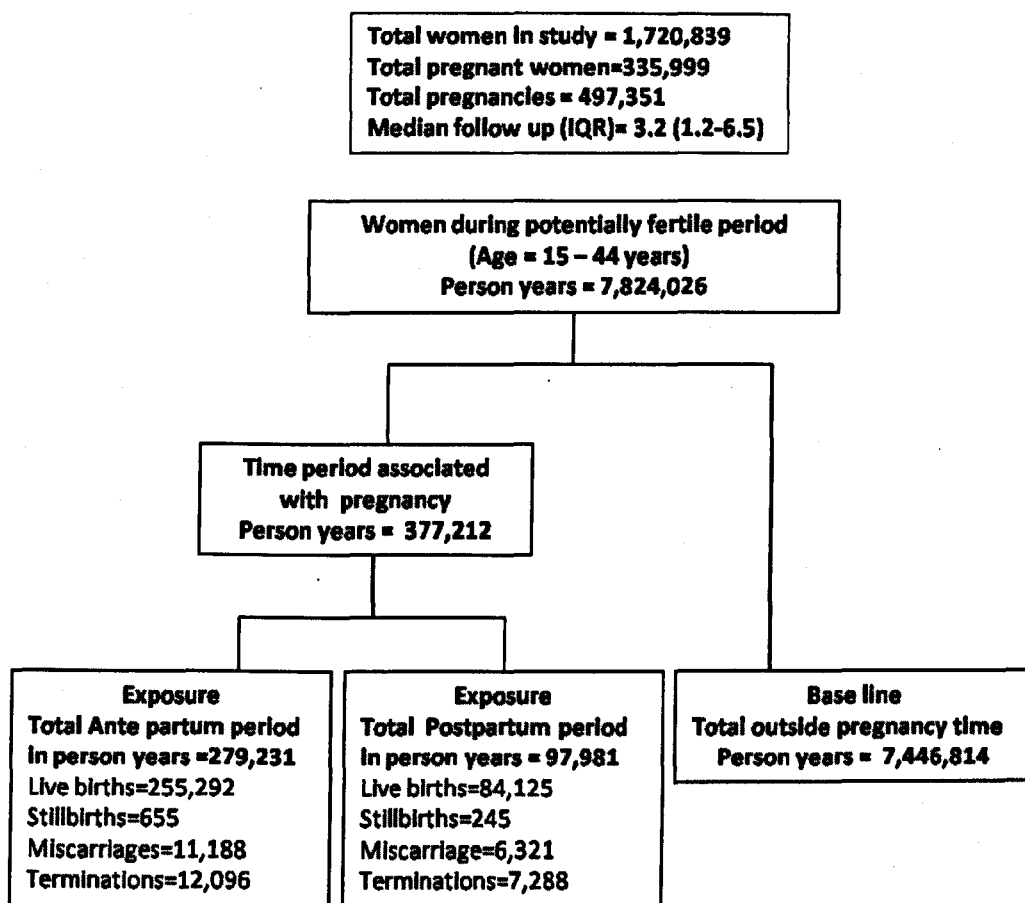 Total women in study = 1,720,839
Total pregnant women=335,999
Total pregnancies = 497,351
Median follow up (IQR)= 3.2 (1.2-6.5)
Women during potentially fertile period
(Age = 15 – 44 years)
Person years = 7,824,026
Time period associated
with pregnancy
Person years = 377,212
Exposure
Total Ante partum period
in person years =279,231
Live births=255,292
Stillbirths=655
Miscarriages=11,188
Terminations=12,096
Exposure
Total Postpartum period
in person years = 97,981
Live births=84,125
Stillbirths=245
Miscarriage=6,321
Terminations=7,288
Base line
Total outside pregnancy time
Person years = 7,446,814